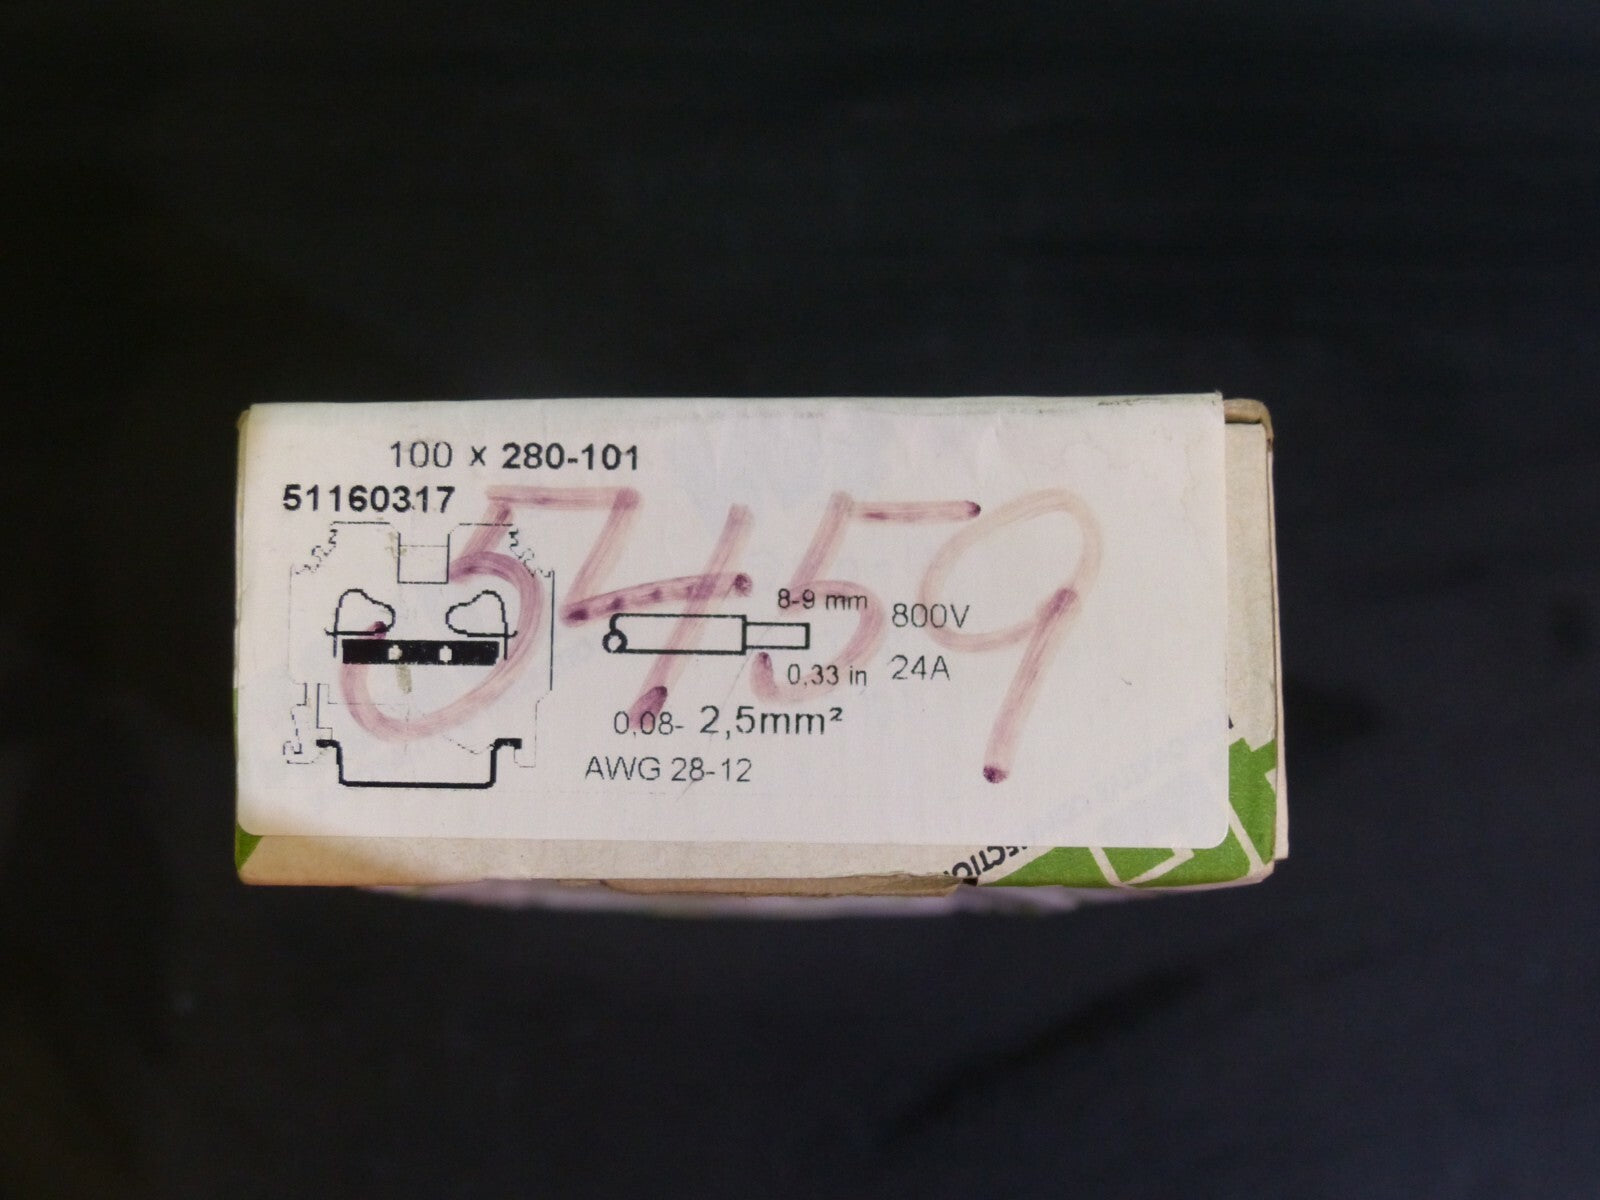 100 x 280-101
51160317
5459
8-9 mm
800V
0,33 in
24A
0,08- 2,5mm²
AWG 28-12